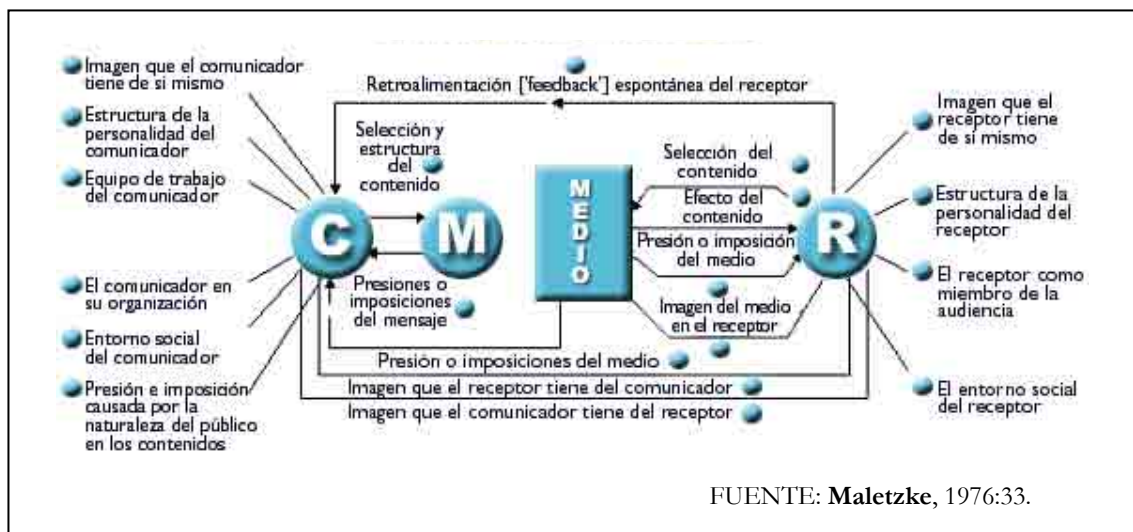 Retroalimentación ['feedback'] espontánea del receptor
Imagen que el comunicador
tiene de si mismo
Estructura de la
personalidad del
comunicador
Equipo de trabajo
del comunicador
El comunicador en
su organización
Entorno social
del comunicador
Presión e imposición
causada por la
naturaleza del público
en los contenidos
Selección y
estructura
del
contenido
C
M
Presiones o
imposiciones
del mensaje
MEDIO
Selección del
contenido
Efecto del
contenido
Presión o imposición
del medio
Imagen del medio
en el receptor
R
Imagen que el
receptor tiene
de sí mismo
Estructura de la
personalidad del
receptor
El receptor como
miembro de la
audiencia
El entorno social
del receptor
Presión o imposiciones del medio
Imagen que el receptor tiene del comunicador
Imagen que el comunicador tiene del receptor
FUENTE: Maletzke, 1976:33.